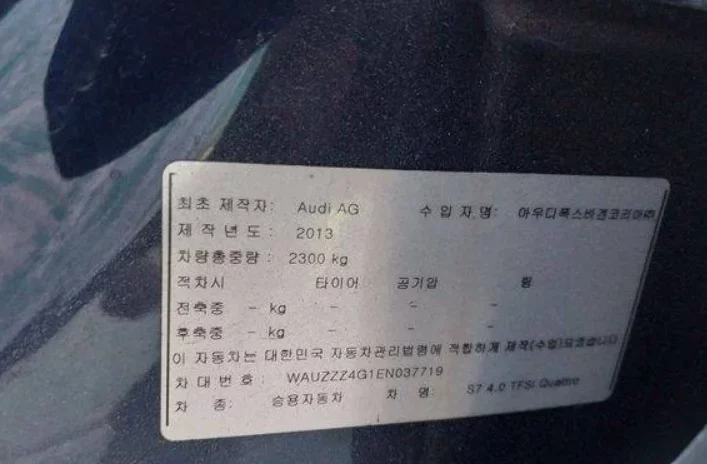 최초 제작자: Audi AG 수 입 자 명: 아우디폭스바겐코리아㈜
제 작 년 도 : 2013
차량총중량 : 2300 kg
적차시 타이어 공기압 림
전축중 - kg - - -
후축중 - kg - - -
이 자동차는 대한민국 자동차관리법령에 적합하게 제작(수입)되었습니다
차 대 번 호 : WAUZZZ4G1EN037719
차 종: 승용자동차 차 명: S7 4.0 TFSI Quattro